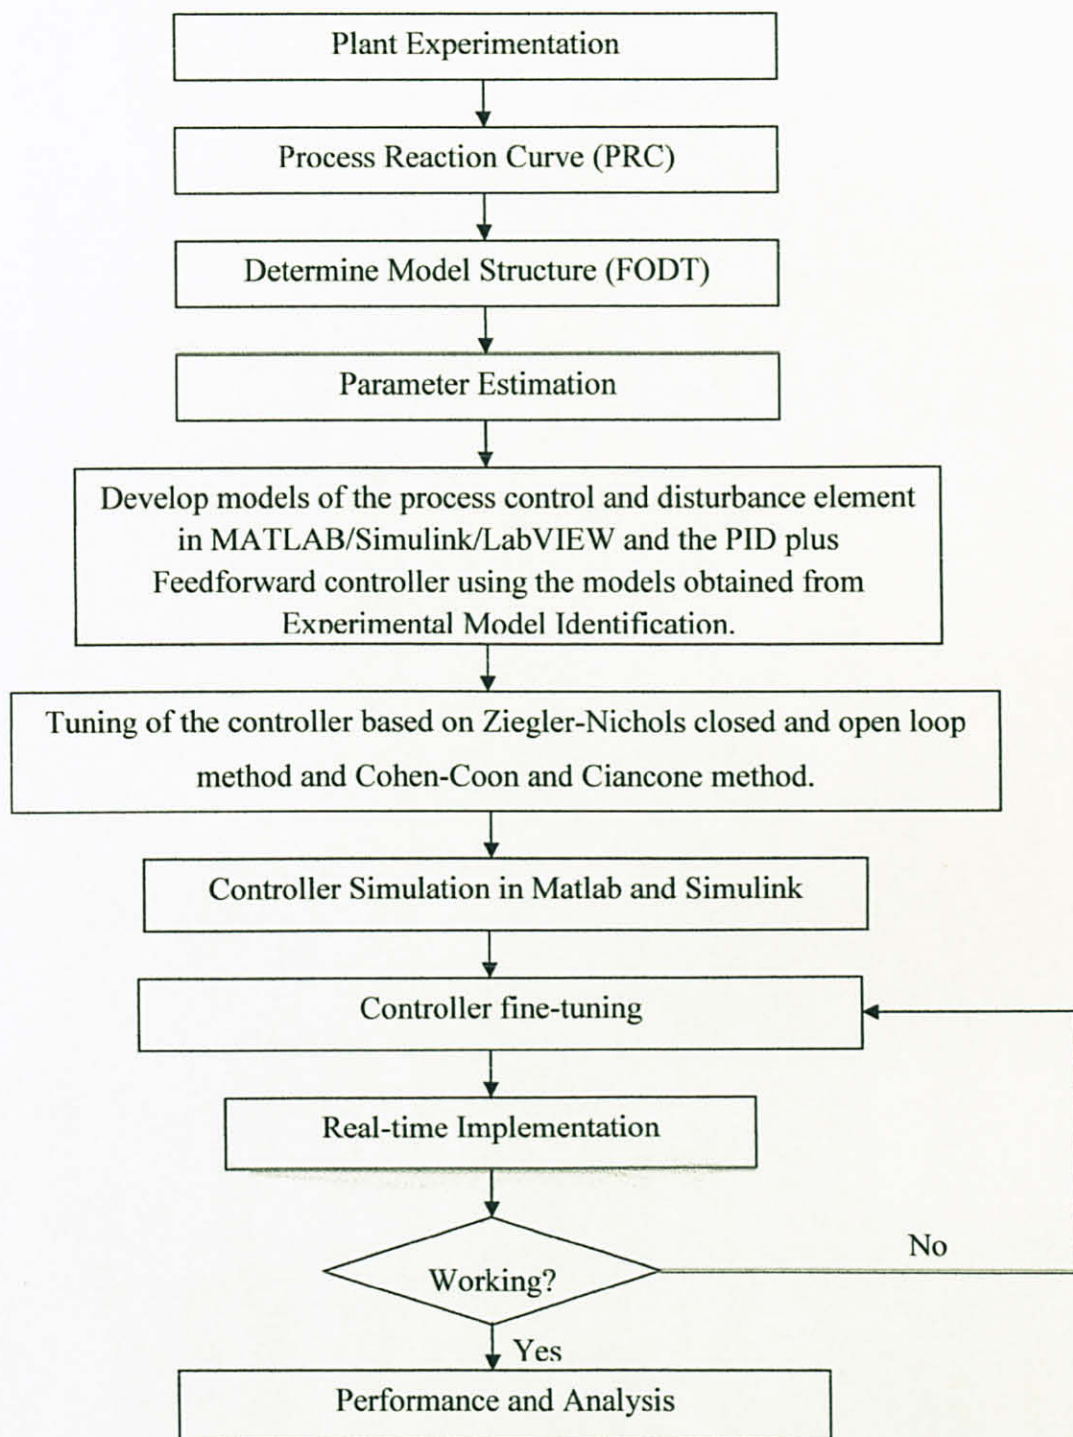 Plant Experimentation
Process Reaction Curve (PRC)
Determine Model Structure (FODT)
Parameter Estimation
Develop models of the process control and disturbance element
in MATLAB/Simulink/LabVIEW and the PID plus
Feedforward controller using the models obtained from
Experimental Model Identification.
Tuning of the controller based on Ziegler-Nichols closed and open loop
method and Cohen-Coon and Ciancone method.
Controller Simulation in Matlab and Simulink
Controller fine-tuning
Real-time Implementation
No
Working?
Yes
Performance and Analysis